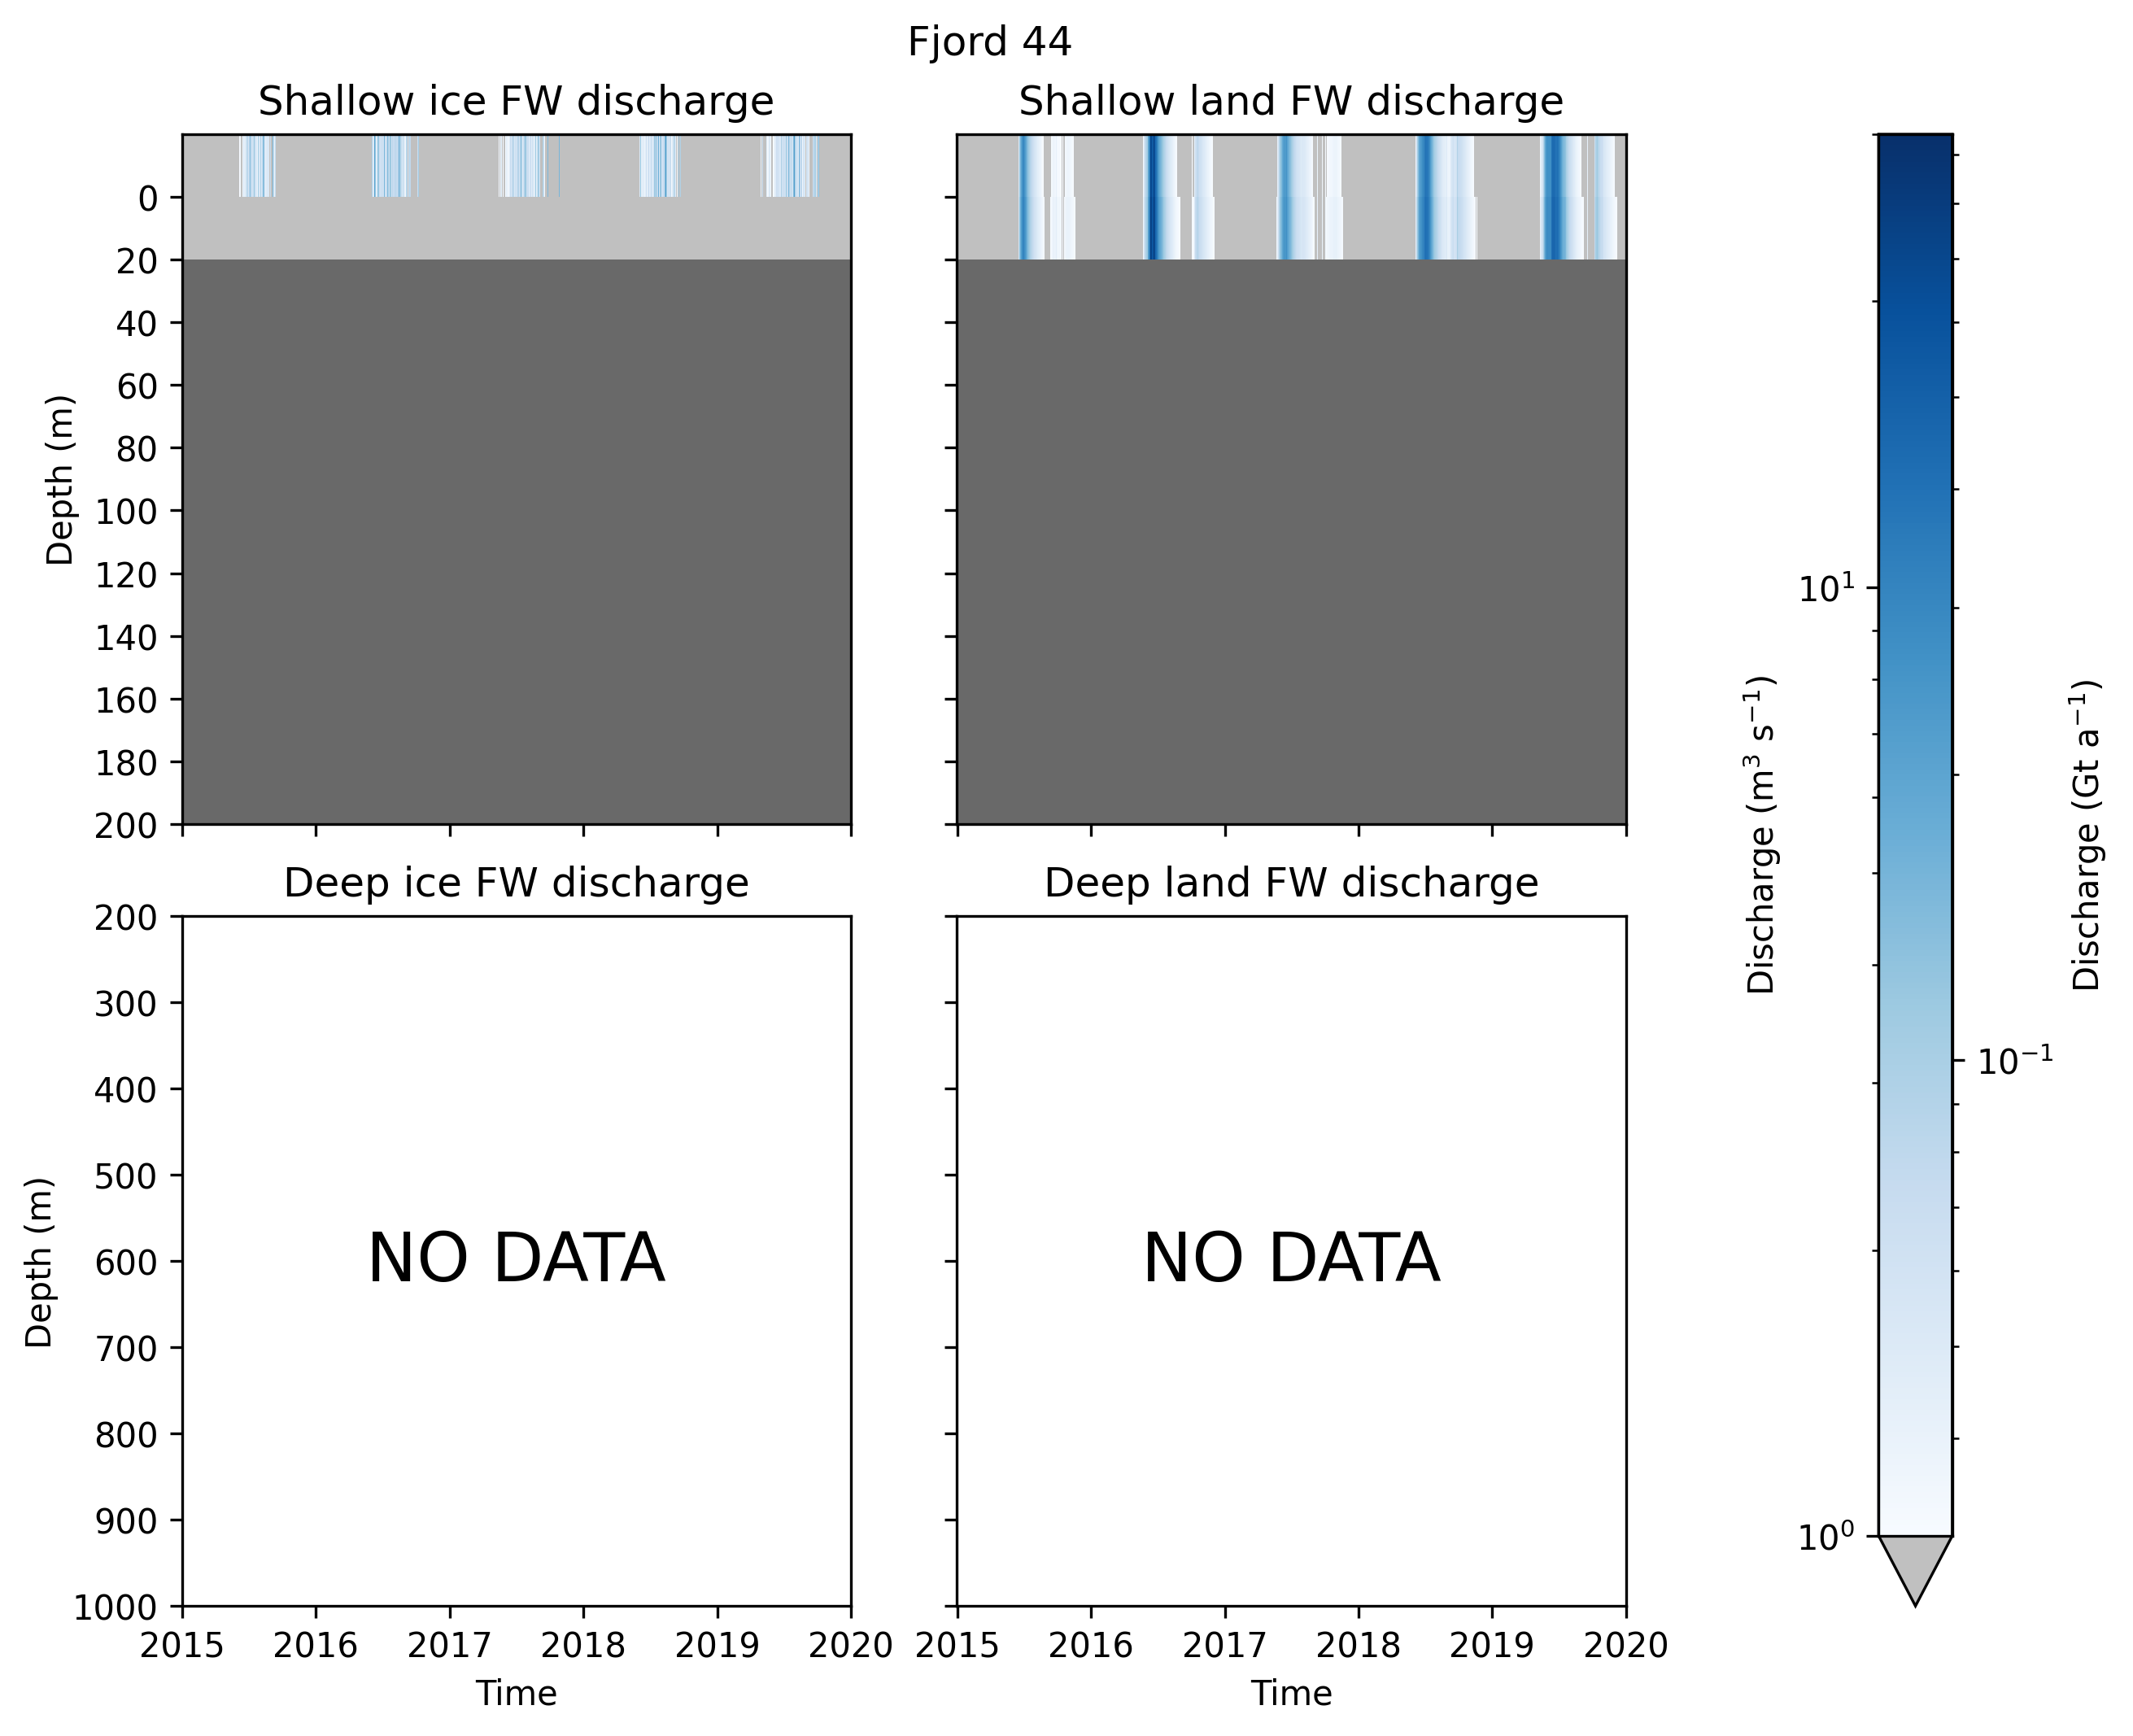 Fjord 44
Shallow ice FW discharge
Shallow land FW discharge
0
20
40
60
80
100
120
140
160
180
200
Depth (m)
Deep ice FW discharge
Deep land FW discharge
200
300
400
500
600
700
800
900
1000
Depth (m)
NO DATA
NO DATA
2015 2016 2017 2018 2019 2020
2015 2016 2017 2018 2019 2020
Time
Time
10¹
10⁰
Discharge (m³ s⁻¹)
10⁻¹
Discharge (Gt a⁻¹)